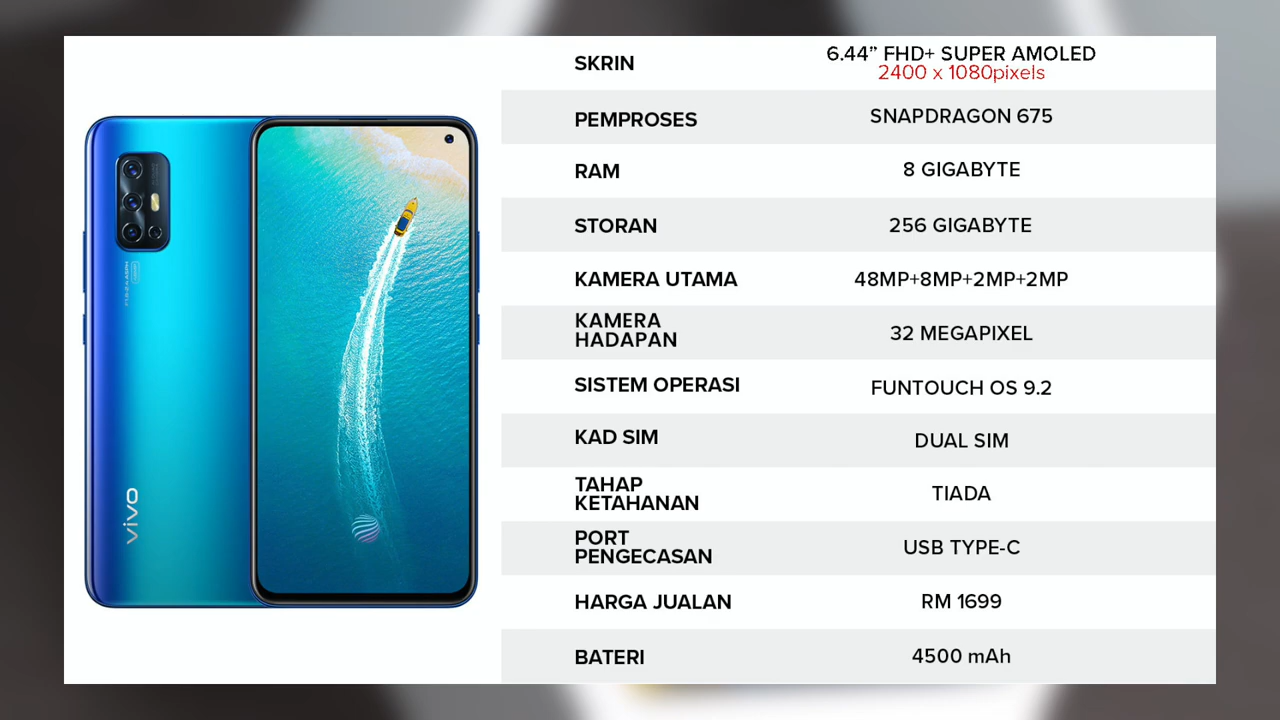 SKRIN
6.44” FHD+ SUPER AMOLED
2400 x 1080pixels
PEMPROSES
SNAPDRAGON 675
RAM
8 GIGABYTE
STORAN
256 GIGABYTE
KAMERA UTAMA
48MP+8MP+2MP+2MP
KAMERA
HADAPAN
32 MEGAPIXEL
SISTEM OPERASI
FUNTOUCH OS 9.2
KAD SIM
DUAL SIM
TAHAP
KETAHANAN
TIADA
PORT
PENGECASAN
USB TYPE-C
HARGA JUALAN
RM 1699
BATERI
4500 mAh
vivo